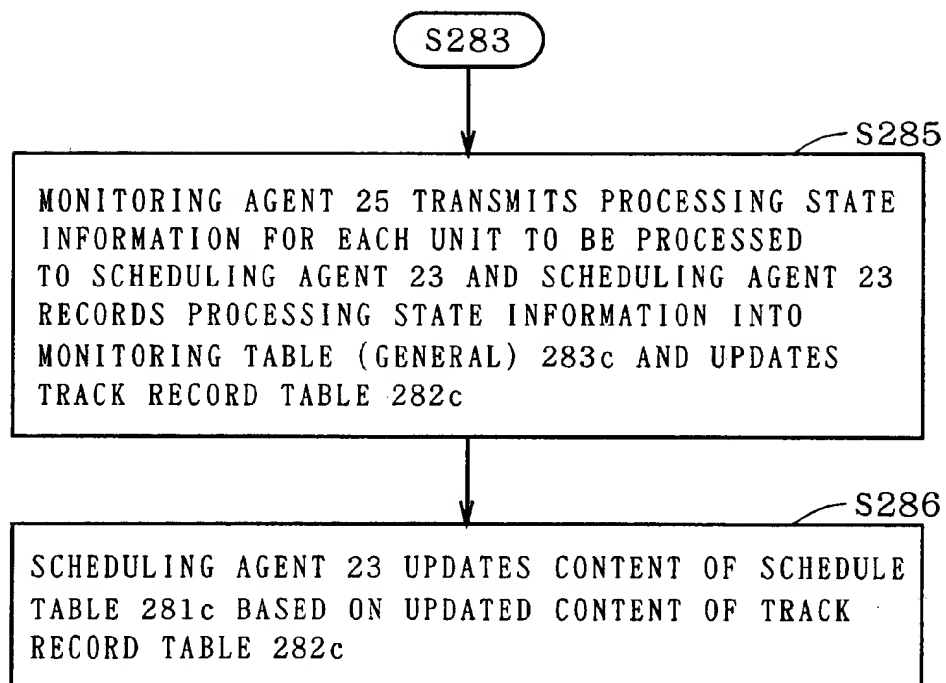 S283
S285
MONITORING AGENT 25 TRANSMITS PROCESSING STATE
INFORMATION FOR EACH UNIT TO BE PROCESSED
TO SCHEDULING AGENT 23 AND SCHEDULING AGENT 23
RECORDS PROCESSING STATE INFORMATION INTO
MONITORING TABLE (GENERAL) 283c AND UPDATES
TRACK RECORD TABLE 282c
S286
SCHEDULING AGENT 23 UPDATES CONTENT OF SCHEDULE
TABLE 281c BASED ON UPDATED CONTENT OF TRACK
RECORD TABLE 282c